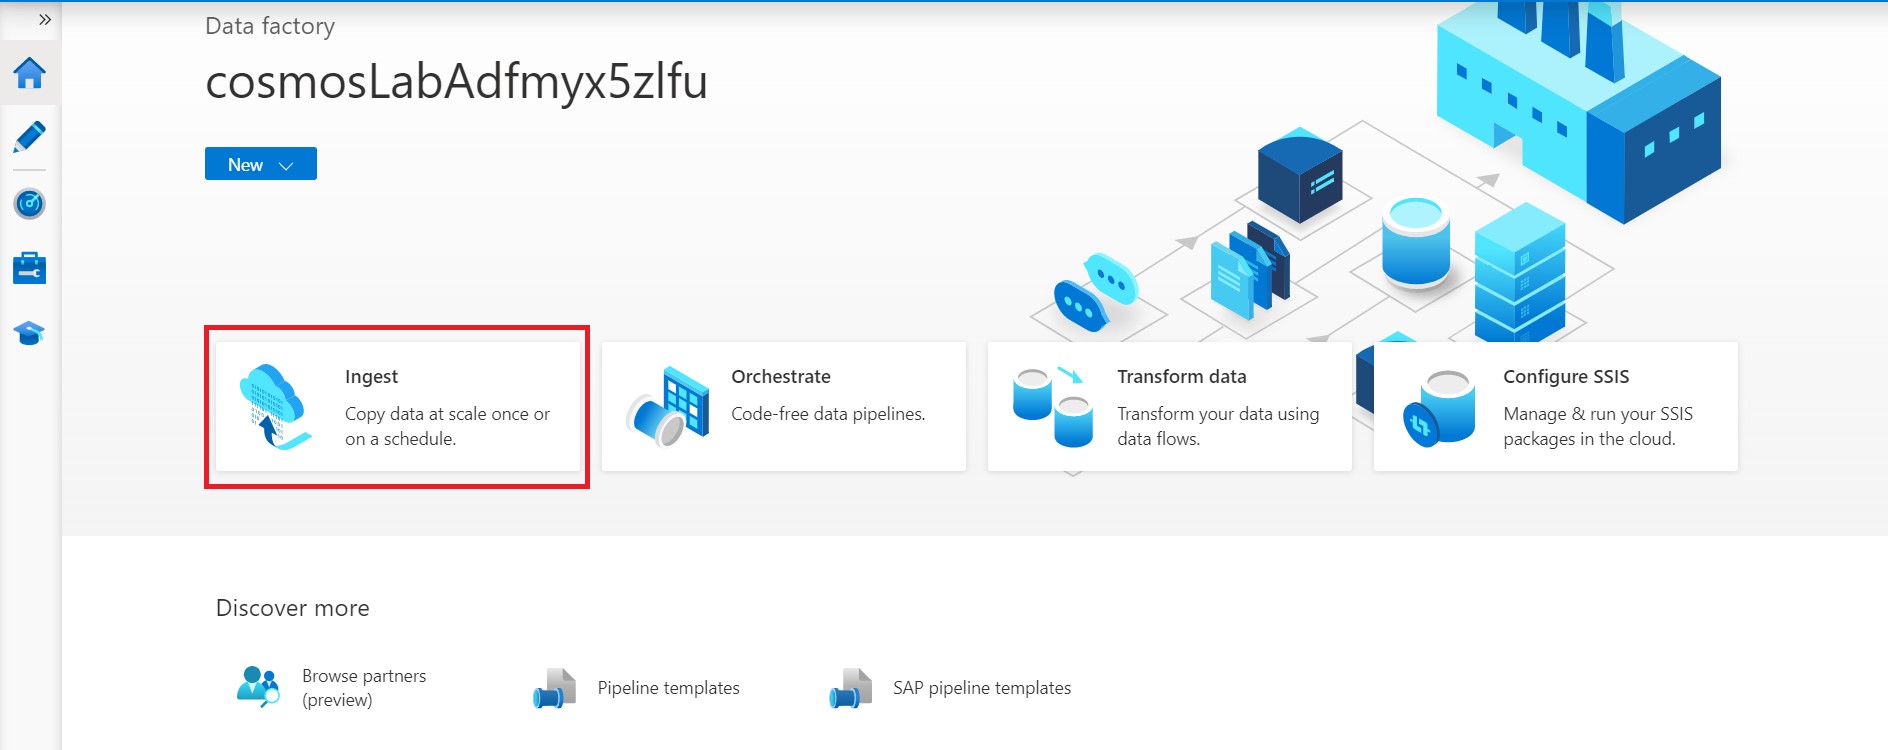 Data factory
cosmosLabAdfmyx5zlfu
New
Ingest
Copy data at scale once or
on a schedule.
Orchestrate
Code-free data pipelines.
Transform data
Transform your data using
data flows.
Configure SSIS
Manage & run your SSIS
packages in the cloud.
Discover more
Browse partners
(preview)
Pipeline templates
SAP pipeline templates